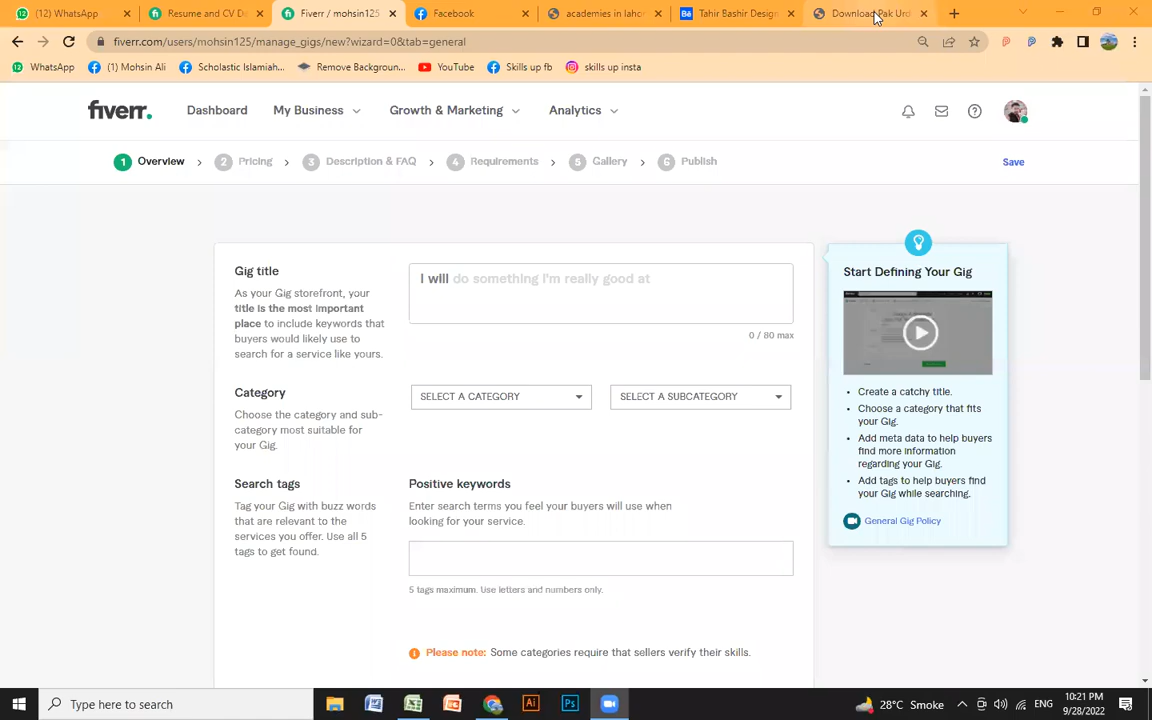 (12) WhatsApp
Resume and CV De
Fiverr / mohsin125
Facebook
academies in lahor
Tahir Bashir Design
Download Pak Urd
fiverr.com/users/mohsin125/manage_gigs/new?wizard=0&tab=general
WhatsApp
(1) Mohsin Ali
Scholastic Islamiah...
Remove Backgroun...
YouTube
Skills up fb
skills up insta
fiverr.
Dashboard
My Business
Growth & Marketing
Analytics
1 Overview
2 Pricing
3 Description & FAQ
4 Requirements
5 Gallery
6 Publish
Save
Gig title
As your Gig storefront, your
title is the most important
place to include keywords that
buyers would likely use to
search for a service like yours.
I will do something I'm really good at
0 / 80 max
Category
Choose the category and sub-
category most suitable for
your Gig.
SELECT A CATEGORY
SELECT A SUBCATEGORY
Search tags
Tag your Gig with buzz words
that are relevant to the
services you offer. Use all 5
tags to get found.
Positive keywords
Enter search terms you feel your buyers will use when
looking for your service.
5 tags maximum. Use letters and numbers only.
Please note: Some categories require that sellers verify their skills.
Start Defining Your Gig
• Create a catchy title.
• Choose a category that fits
your Gig.
• Add meta data to help buyers
find more information
regarding your Gig.
• Add tags to help buyers find
your Gig while searching.
General Gig Policy
Type here to search
Ai
Ps
28°C Smoke
ENG
10:21 PM
9/28/2022